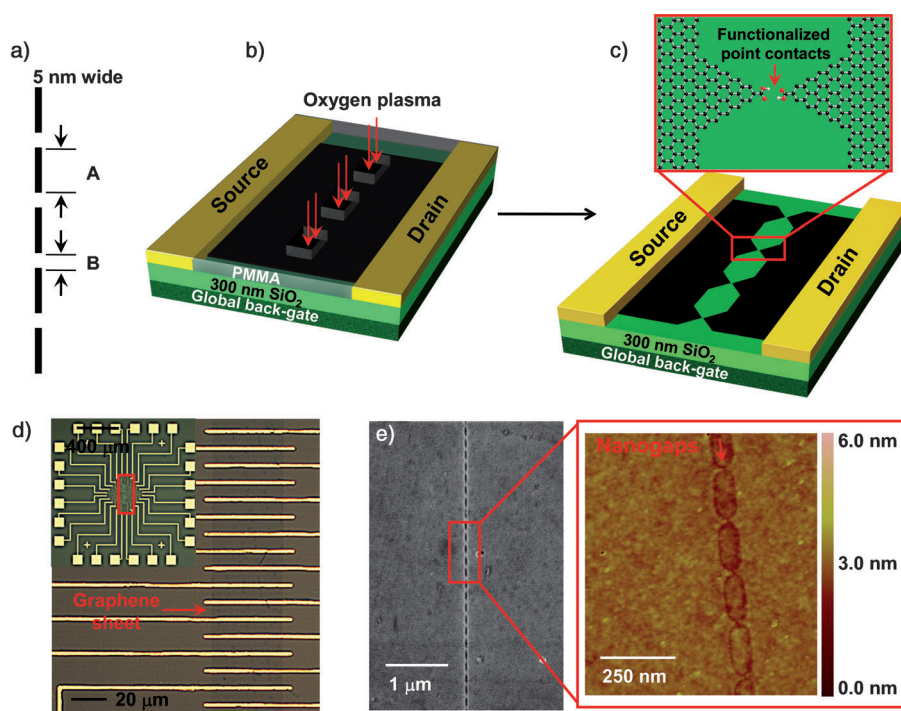 a)
5 nm wide
A
B
b)
Oxygen plasma
Source
Drain
PMMA
300 nm SiO₂
Global back-gate
c)
Functionalized
point contacts
Source
Drain
300 nm SiO₂
Global back-gate
d)
400 μm
Graphene
sheet
20 μm
e)
1 μm
Nanogaps
250 nm
6.0 nm
3.0 nm
0.0 nm